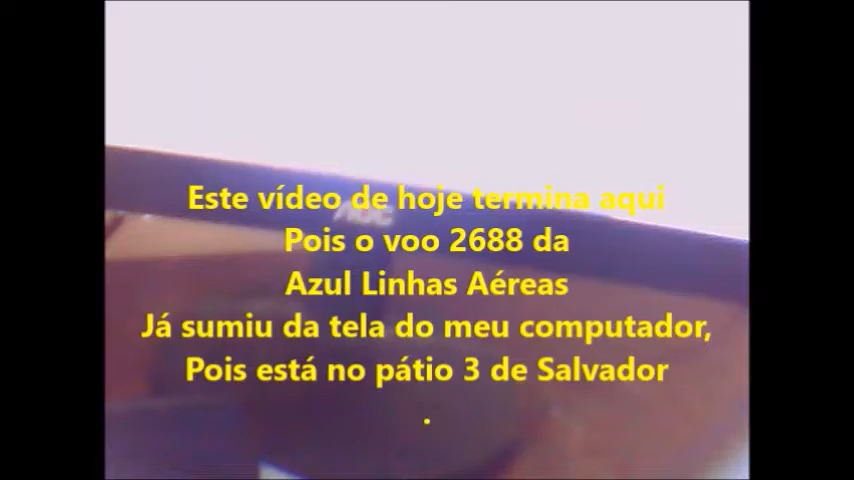 Este vídeo de hoje termina aqui
AOC
Pois o voo 2688 da
Azul Linhas Aéreas
Já sumiu da tela do meu computador,
Pois está no pátio 3 de Salvador
.